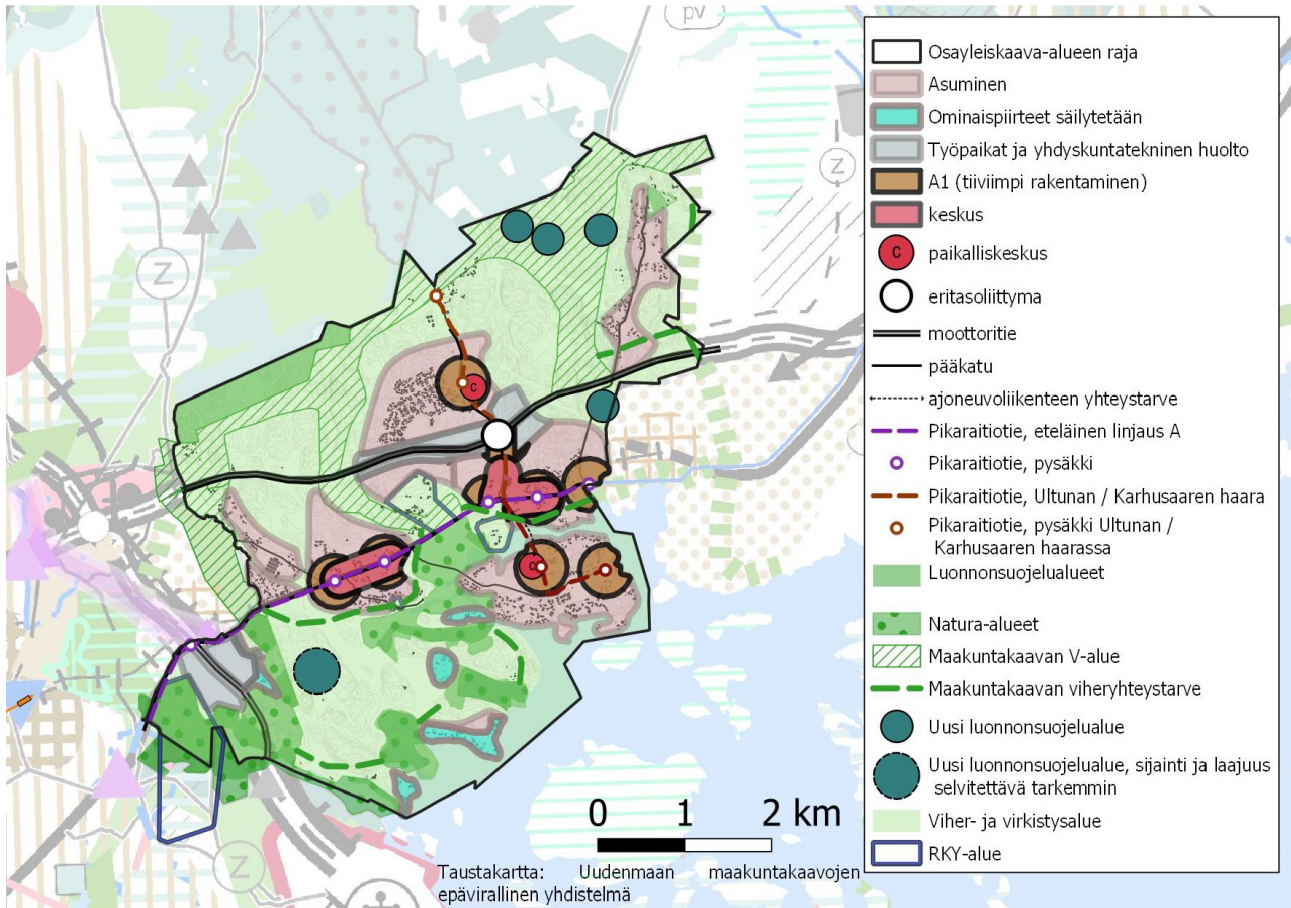 pv
Z
Z
Z
C
C
Osayleiskaava-alueen raja
Asuminen
Ominaispiirteet säilytetään
Työpaikat ja yhdyskuntatekninen huolto
A1 (tiiviimpi rakentaminen)
keskus
C
paikalliskeskus
eritasoliittyma
moottoritie
pääkatu
ajoneuvoliikenteen yhteystarve
Pikaraitiotie, eteläinen linjaus A
Pikaraitiotie, pysäkki
Pikaraitiotie, Ultunan / Karhusaaren haara
Pikaraitiotie, pysäkki Ultunan /
Karhusaaren haarassa
Luonnonsuojelualueet
Natura-alueet
Maakuntakaavan V-alue
Maakuntakaavan viheryhteystarve
Uusi luonnonsuojelualue
Uusi luonnonsuojelualue, sijainti ja laajuus
selvitettävä tarkemmin
Viher- ja virkistysalue
RKY-alue
0 1 2 km
Taustakartta: Uudenmaan maakuntakaavojen
epävirallinen yhdistelmä